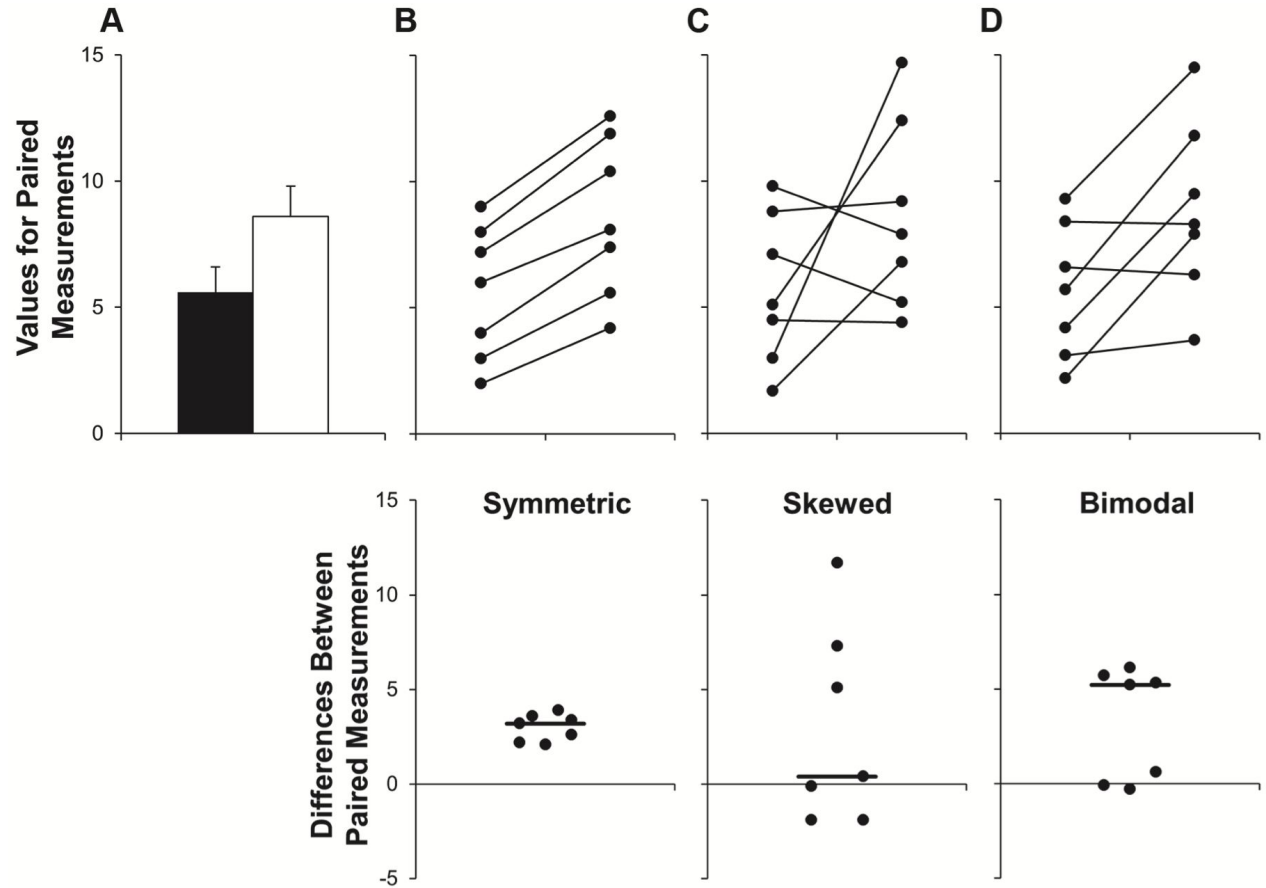 A
B
C
D
Values for Paired
Measurements
15
10
5
0
Symmetric
Skewed
Bimodal
Differences Between
Paired Measurements
15
10
5
0
-5